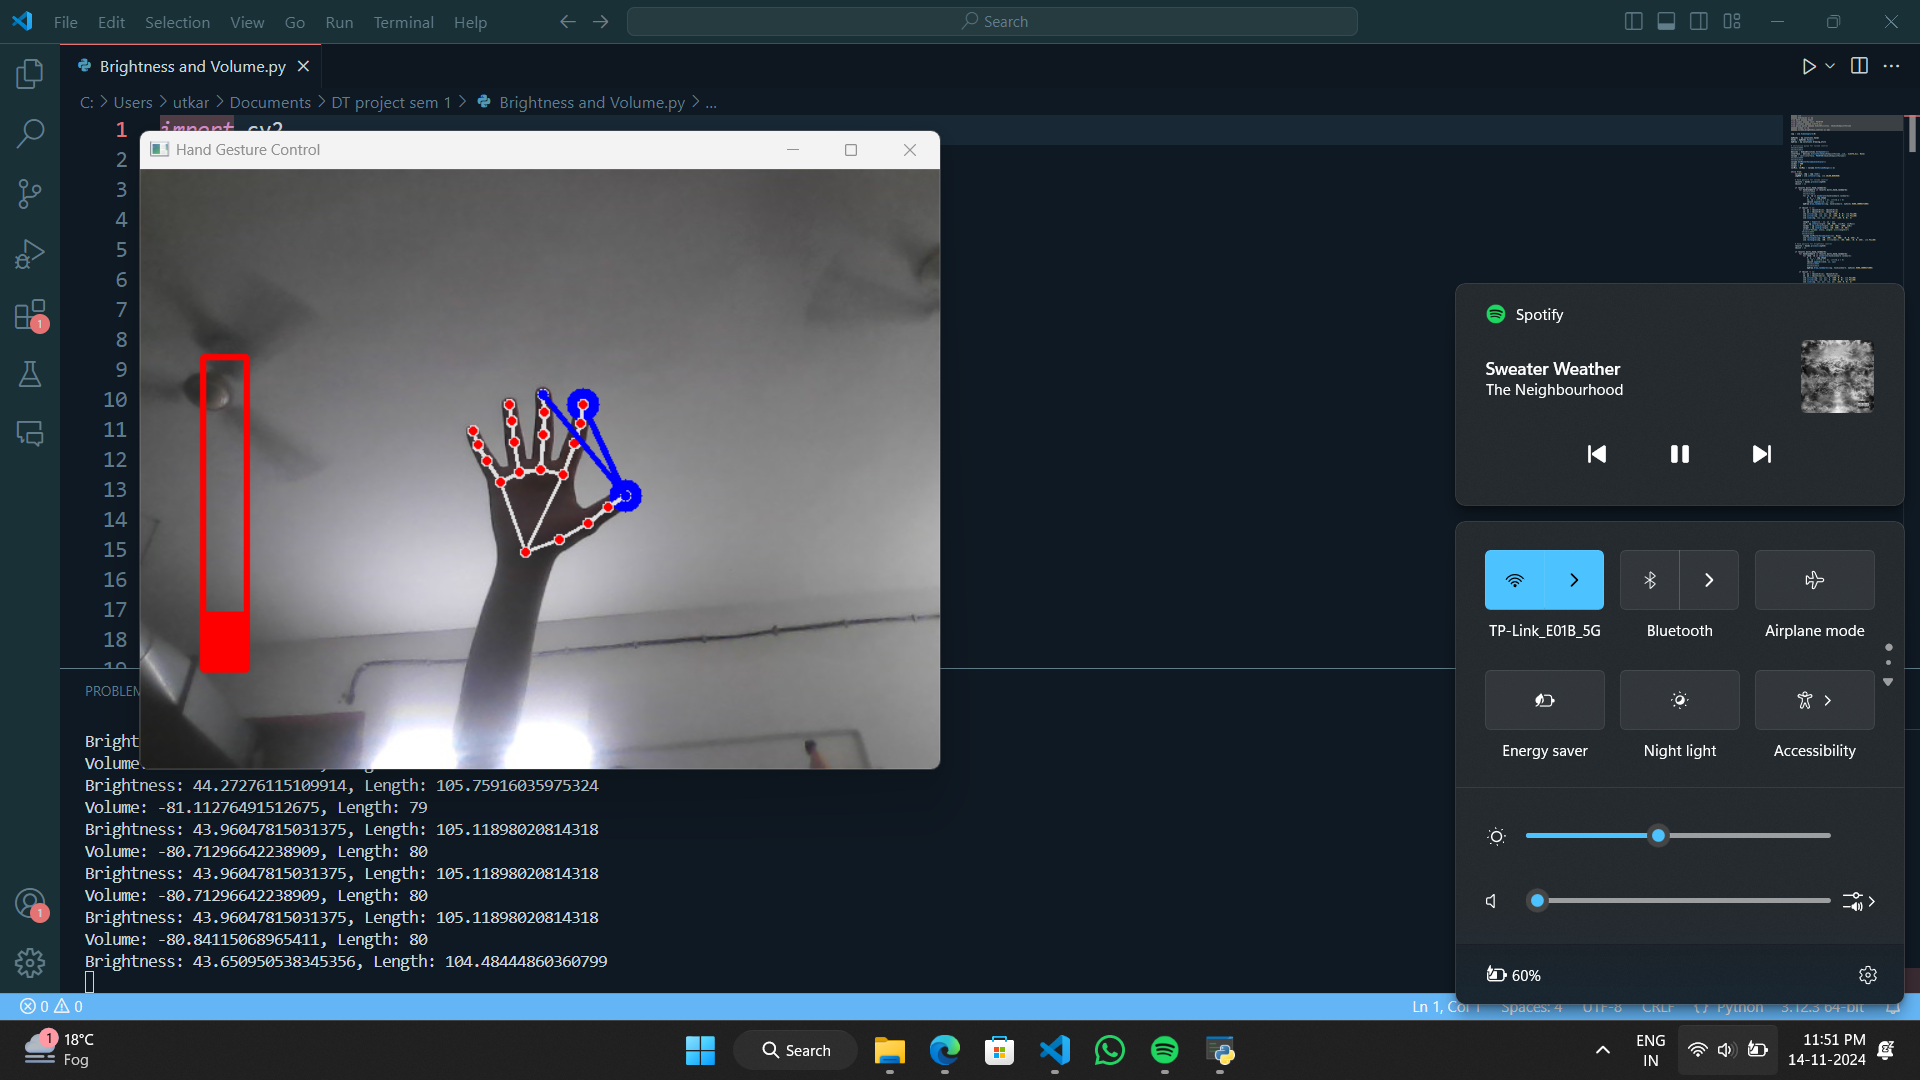 File Edit Selection View Go Run Terminal Help
Search
Brightness and Volume.py
C: > Users > utkar > Documents > DT project sem 1 > Brightness and Volume.py > ...
1 import cv2
Hand Gesture Control
2
3
4
5
6
7
8
9
10
11
12
13
14
15
16
17
18
19
PROBLEM
Bright
Volume
Brightness: 44.27276115109914, Length: 105.75916035975324
Volume: -81.11276491512675, Length: 79
Brightness: 43.96047815031375, Length: 105.11898020814318
Volume: -80.71296642238909, Length: 80
Brightness: 43.96047815031375, Length: 105.11898020814318
Volume: -80.71296642238909, Length: 80
Brightness: 43.96047815031375, Length: 105.11898020814318
Volume: -80.84115068965411, Length: 80
Brightness: 43.650950538345356, Length: 104.48444860360799
Spotify
Sweater Weather
The Neighbourhood
TP-Link_E01B_5G
Bluetooth
Airplane mode
Energy saver
Night light
Accessibility
60%
1
1
0 0
Ln 1, Col 1 Spaces: 4 UTF-8 CRLF {} Python 3.12.3 64-bit
1
18°C
Fog
Search
ENG
IN
11:51 PM
14-11-2024